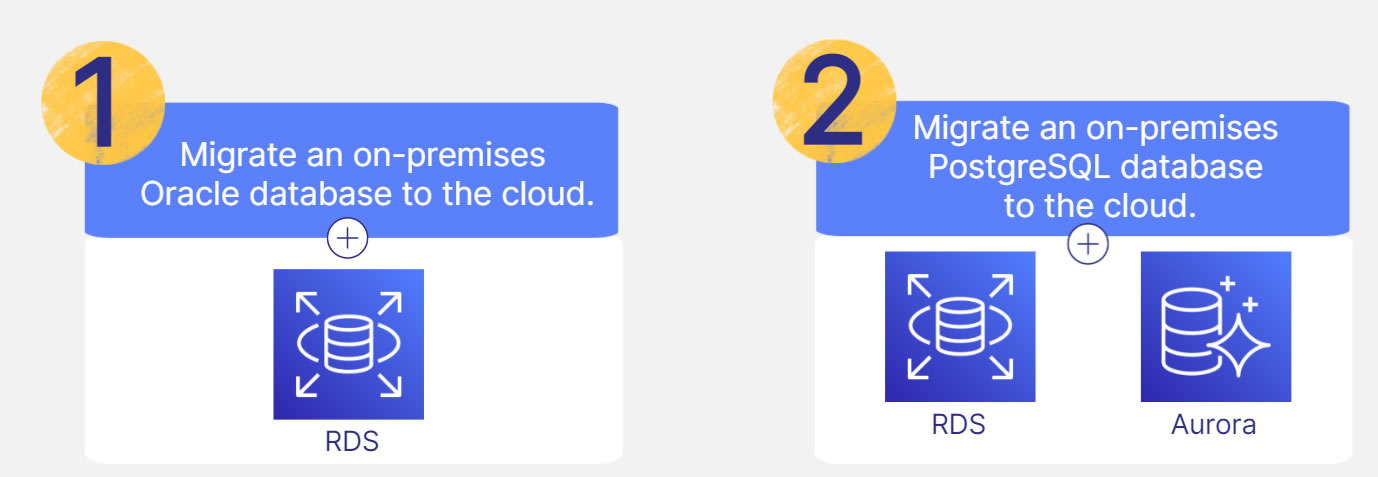 1
Migrate an on-premises
Oracle database to the cloud.
RDS
2
Migrate an on-premises
PostgreSQL database
to the cloud.
RDS
Aurora